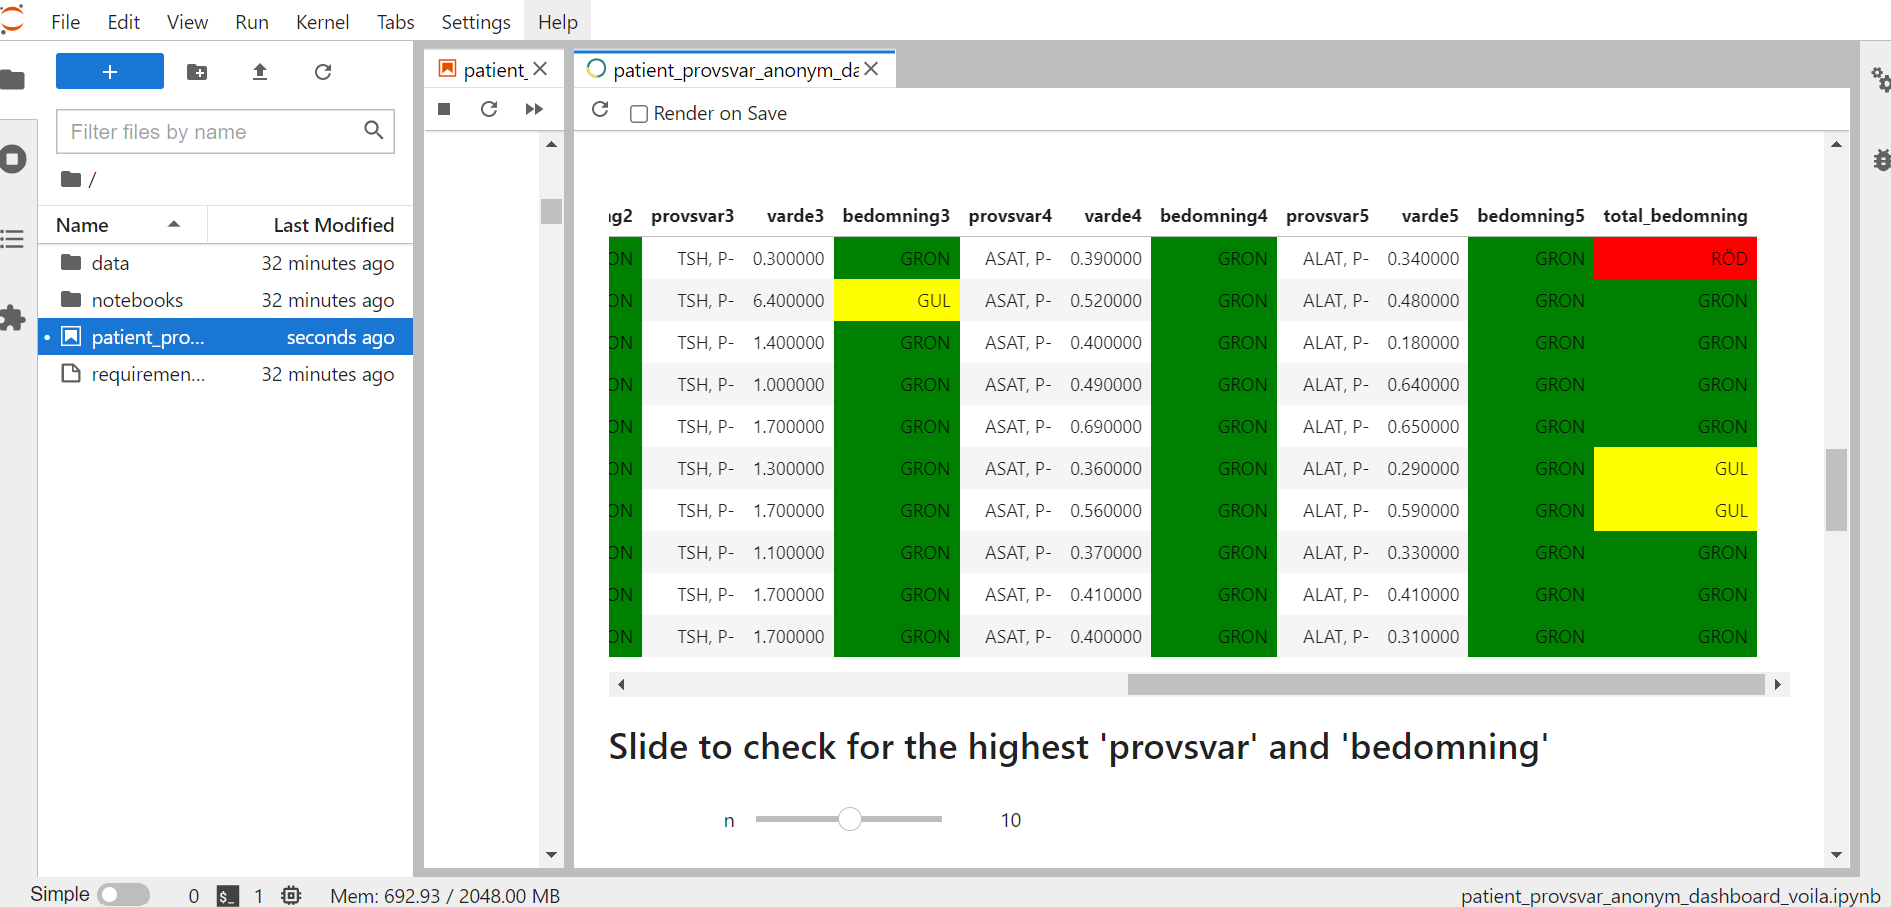 File Edit View Run Kernel Tabs Settings Help
+
patient_
patient_provsvar_anonym_da
Render on Save
Filter files by name
/
Name Last Modified
data 32 minutes ago
notebooks 32 minutes ago
patient_pro... seconds ago
requiremen... 32 minutes ago
ng2 provsvar3 varde3 bedomning3 provsvar4 varde4 bedomning4 provsvar5 varde5 bedomning5 total_bedomning
ON TSH, P- 0.300000 GRON ASAT, P- 0.390000 GRON ALAT, P- 0.340000 GRON RÖD
ON TSH, P- 6.400000 GUL ASAT, P- 0.520000 GRON ALAT, P- 0.480000 GRON GRON
ON TSH, P- 1.400000 GRON ASAT, P- 0.400000 GRON ALAT, P- 0.180000 GRON GRON
ON TSH, P- 1.000000 GRON ASAT, P- 0.490000 GRON ALAT, P- 0.640000 GRON GRON
ON TSH, P- 1.700000 GRON ASAT, P- 0.690000 GRON ALAT, P- 0.650000 GRON GRON
ON TSH, P- 1.300000 GRON ASAT, P- 0.360000 GRON ALAT, P- 0.290000 GRON GUL
ON TSH, P- 1.700000 GRON ASAT, P- 0.560000 GRON ALAT, P- 0.590000 GRON GUL
ON TSH, P- 1.100000 GRON ASAT, P- 0.370000 GRON ALAT, P- 0.330000 GRON GRON
ON TSH, P- 1.700000 GRON ASAT, P- 0.410000 GRON ALAT, P- 0.410000 GRON GRON
ON TSH, P- 1.700000 GRON ASAT, P- 0.400000 GRON ALAT, P- 0.310000 GRON GRON
Slide to check for the highest 'provsvar' and 'bedomning'
n 10
Simple 0 $_ 1 Mem: 692.93 / 2048.00 MB patient_provsvar_anonym_dashboard_voila.ipynb